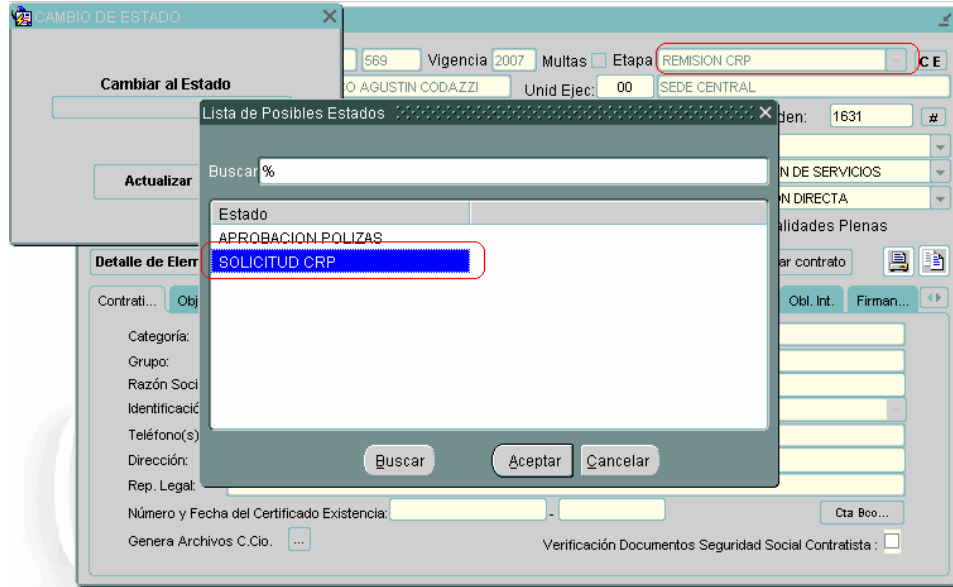 CAMBIO DE ESTADO
Cambiar al Estado
Actualizar
569 Vigencia 2007 Multas Etapa REMISION CRP C E
O AGUSTIN CODAZZI Unid Ejec: 00 SEDE CENTRAL
den: 1631 #
N DE SERVICIOS
ON DIRECTA
alidades Plenas
Lista de Posibles Estados
Buscar %
Estado
APROBACION POLIZAS
SOLICITUD CRP
Buscar Aceptar Cancelar
Detalle de Elem ar contrato
Contrati... Obj Obl. Int. Firman...
Categoría:
Grupo:
Razón Soci
Identificació
Teléfono(s)
Dirección:
Rep. Legal:
Número y Fecha del Certificado Existencia: - Cta Bco...
Genera Archivos C.Cio. ... Verificación Documentos Seguridad Social Contratista :